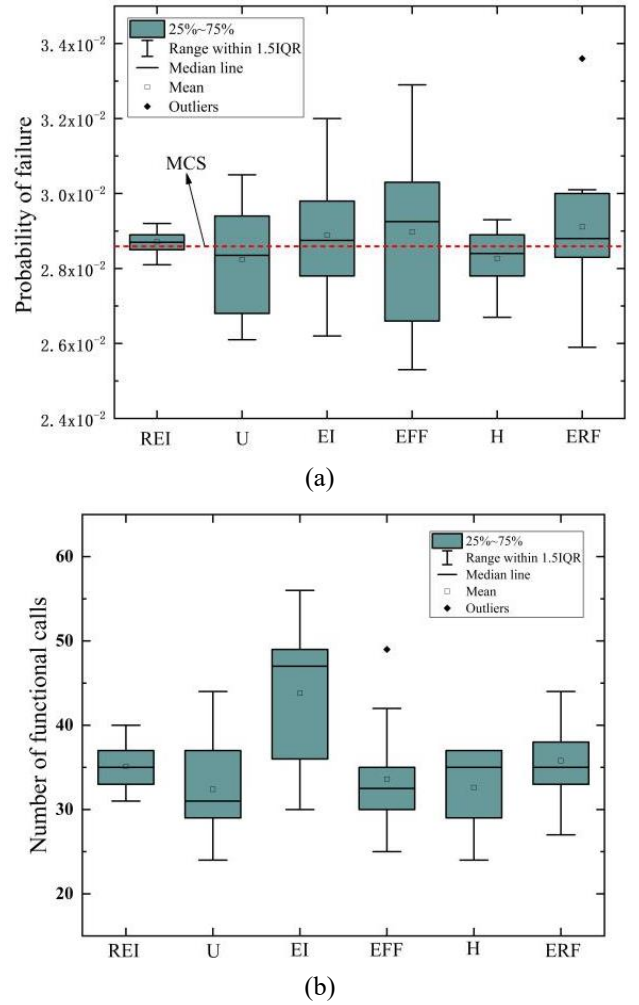 3.4x10⁻²
3.2x10⁻²
3.0x10⁻²
2.8x10⁻²
2.6x10⁻²
2.4x10⁻²
Probability of failure
25%~75%
Range within 1.5IQR
Median line
Mean
Outliers
MCS
REI U EI EFF H ERF
(a)
60
50
40
30
20
Number of functional calls
25%~75%
Range within 1.5IQR
Median line
Mean
Outliers
REI U EI EFF H ERF
(b)